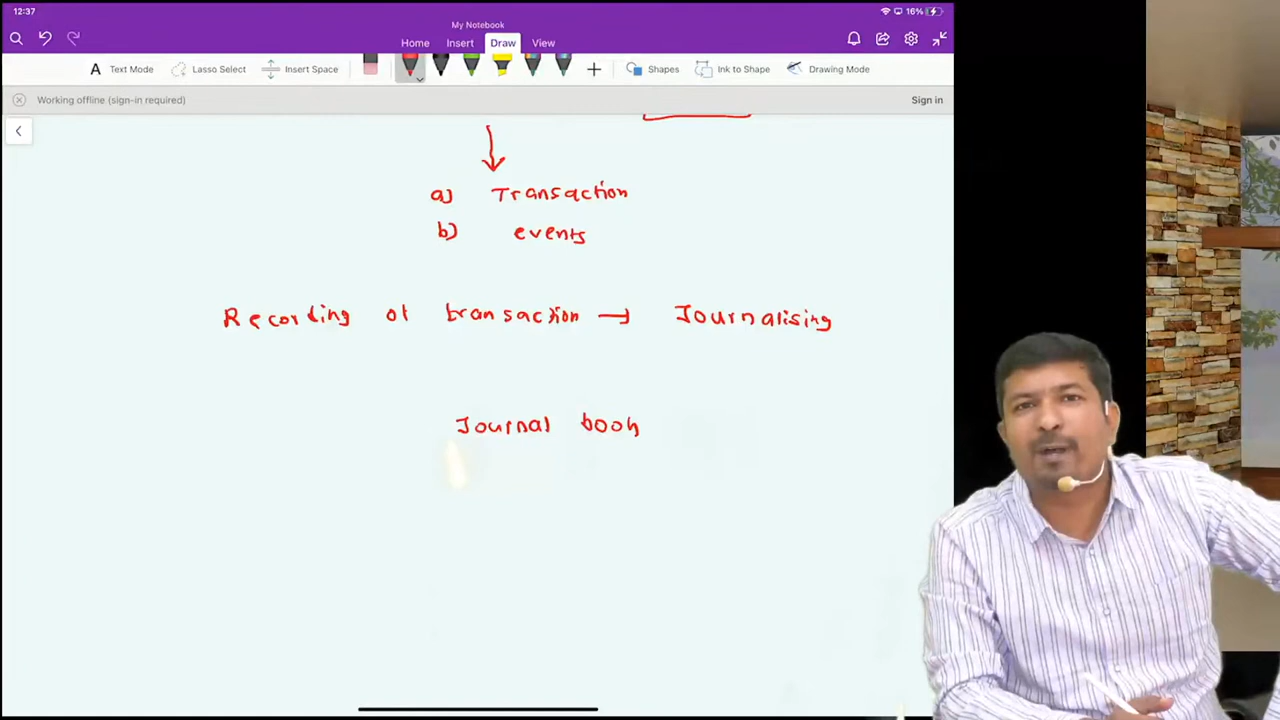 12:37
16%
My Notebook
Home Insert Draw View
Text Mode Lasso Select Insert Space Shapes Ink to Shape Drawing Mode
Working offline (sign-in required) Sign in
a) Transaction
b) events
Recording of transaction → Journalising
Journal book